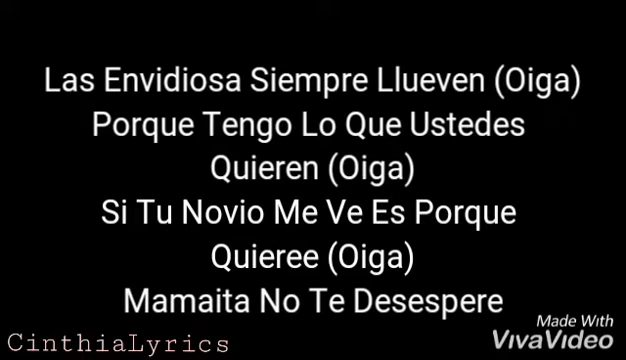 Las Envidiosa Siempre Llueven (Oiga)
Porque Tengo Lo Que Ustedes
Quieren (Oiga)
Si Tu Novio Me Ve Es Porque
Quieree (Oiga)
Mamaita No Te Desespere
Made With
VivaVideo
CinthiaLyrics